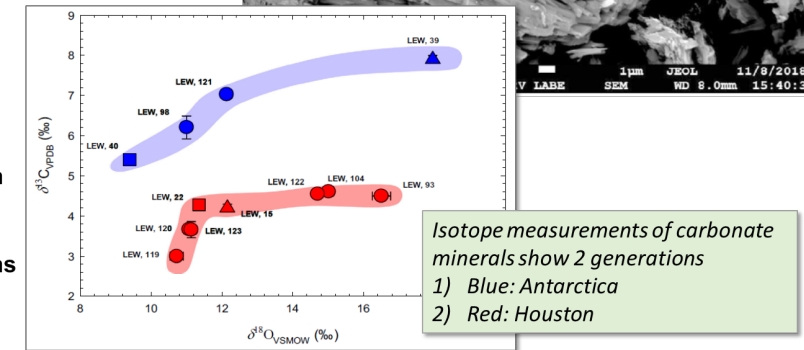 1µm JEOL 11/8/2018
V LABE SEM WD 8.0mm 15:40:3
9
8
7
6
5
4
3
2
δ¹³C_VPDB (‰)
LEW, 39
LEW, 121
LEW, 98
LEW, 40
LEW, 122
LEW, 104
LEW, 93
LEW, 22
LEW, 15
LEW, 120
LEW, 123
LEW, 119
8 10 12 14 16
δ¹⁸O_VSMOW (‰)
Isotope measurements of carbonate
minerals show 2 generations
1) Blue: Antarctica
2) Red: Houston